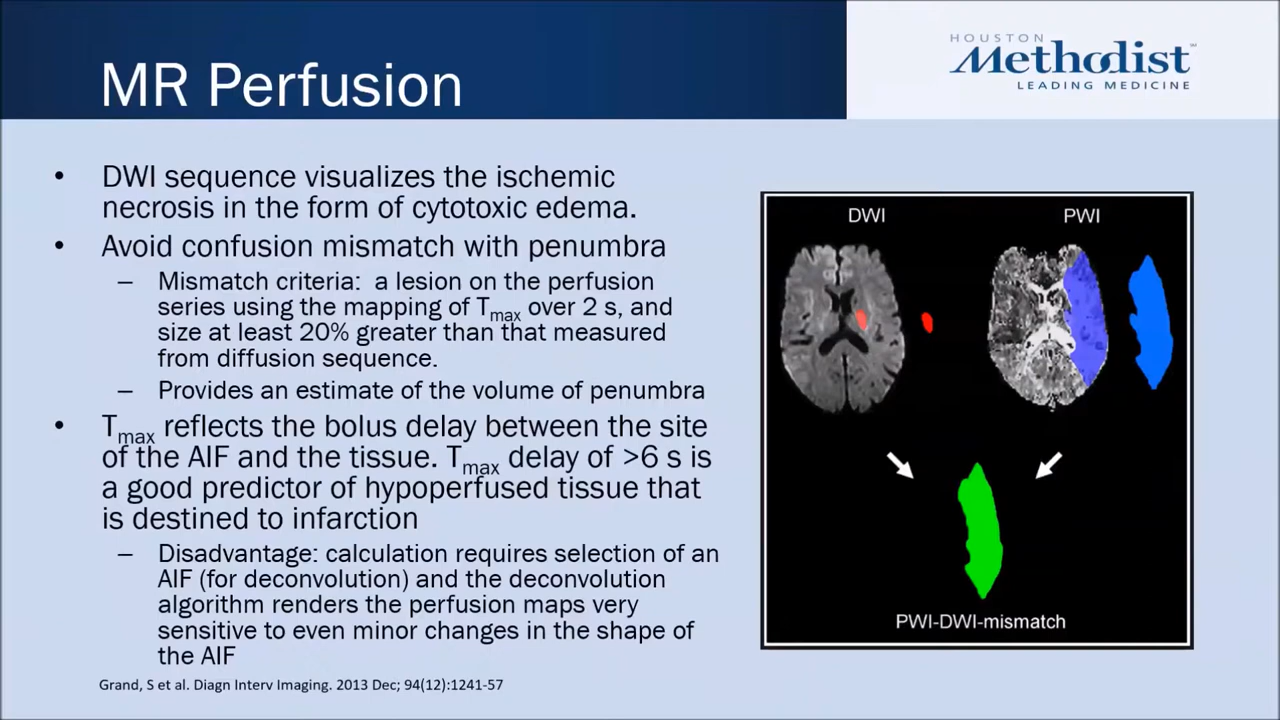 MR Perfusion
HOUSTON
Methodist
LEADING MEDICINE
• DWI sequence visualizes the ischemic
necrosis in the form of cytotoxic edema.
• Avoid confusion mismatch with penumbra
– Mismatch criteria: a lesion on the perfusion
series using the mapping of Tmax over 2 s, and
size at least 20% greater than that measured
from diffusion sequence.
– Provides an estimate of the volume of penumbra
• Tmax reflects the bolus delay between the site
of the AIF and the tissue. Tmax delay of >6 s is
a good predictor of hypoperfused tissue that
is destined to infarction
– Disadvantage: calculation requires selection of an
AIF (for deconvolution) and the deconvolution
algorithm renders the perfusion maps very
sensitive to even minor changes in the shape of
the AIF
Grand, S et al. Diagn Interv Imaging. 2013 Dec; 94(12):1241-57
DWI
PWI
PWI-DWI-mismatch